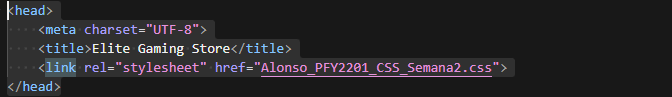 <head>
<meta charset="UTF-8">
<title>Elite Gaming Store</title>
<link rel="stylesheet" href="Alonso_PFY2201_CSS_Semana2.css">
</head>